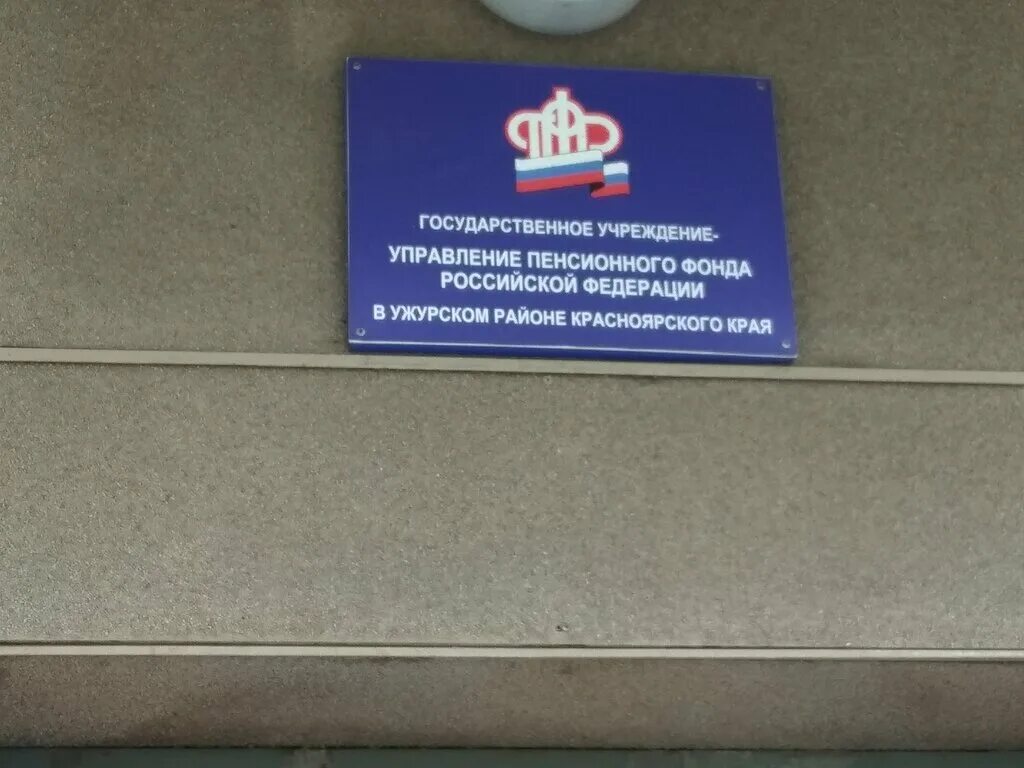 ПФР
ГОСУДАРСТВЕННОЕ УЧРЕЖДЕНИЕ-
УПРАВЛЕНИЕ ПЕНСИОННОГО ФОНДА
РОССИЙСКОЙ ФЕДЕРАЦИИ
В УЖУРСКОМ РАЙОНЕ КРАСНОЯРСКОГО КРАЯ